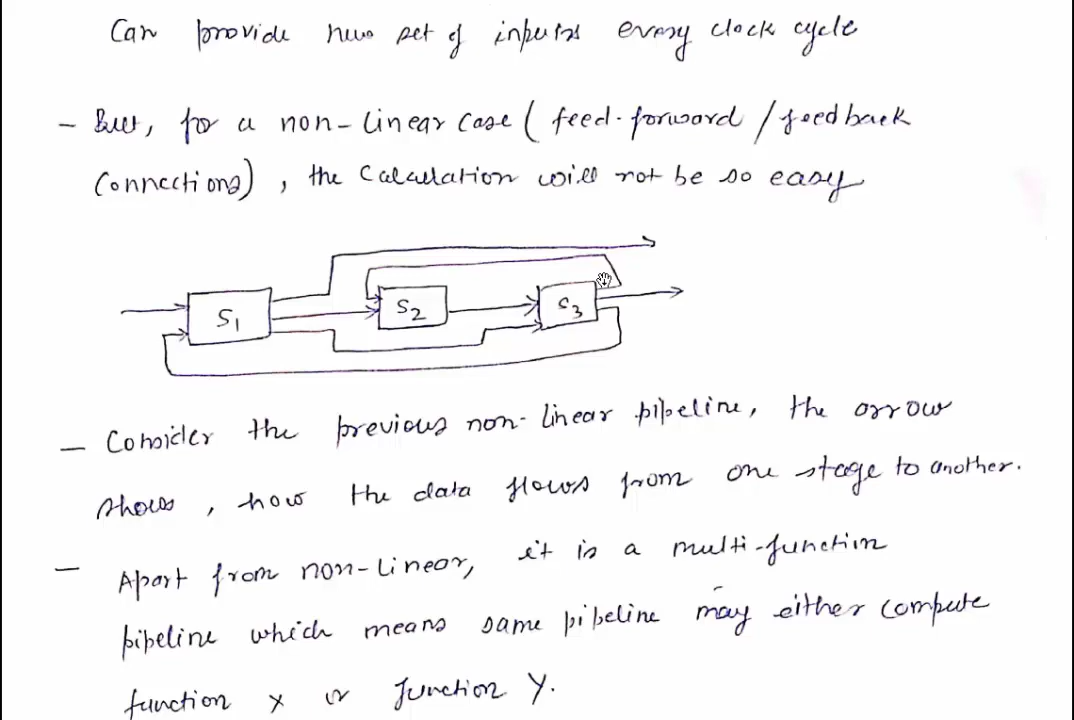 Can provide new set of inputs every clock cycle
- But, for a non-linear case (feed-forward / feedback
Connections), the calculation will not be so easy
S1 S2 S3
- Consider the previous non-linear pipeline, the arrow
shows, how the data flows from one stage to another.
- Apart from non-Linear, it is a multi-function
pipeline which means same pipeline may either compute
function X or function Y.